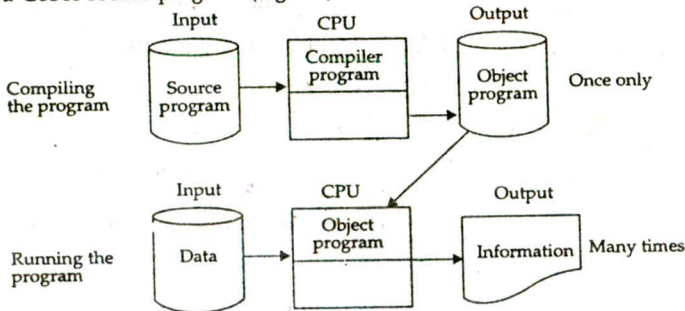 Input CPU Output
Compiling
the program
Source
program
Compiler
program
Object
program
Once only
Input CPU Output
Running the
program
Data
Object
program
Information
Many times